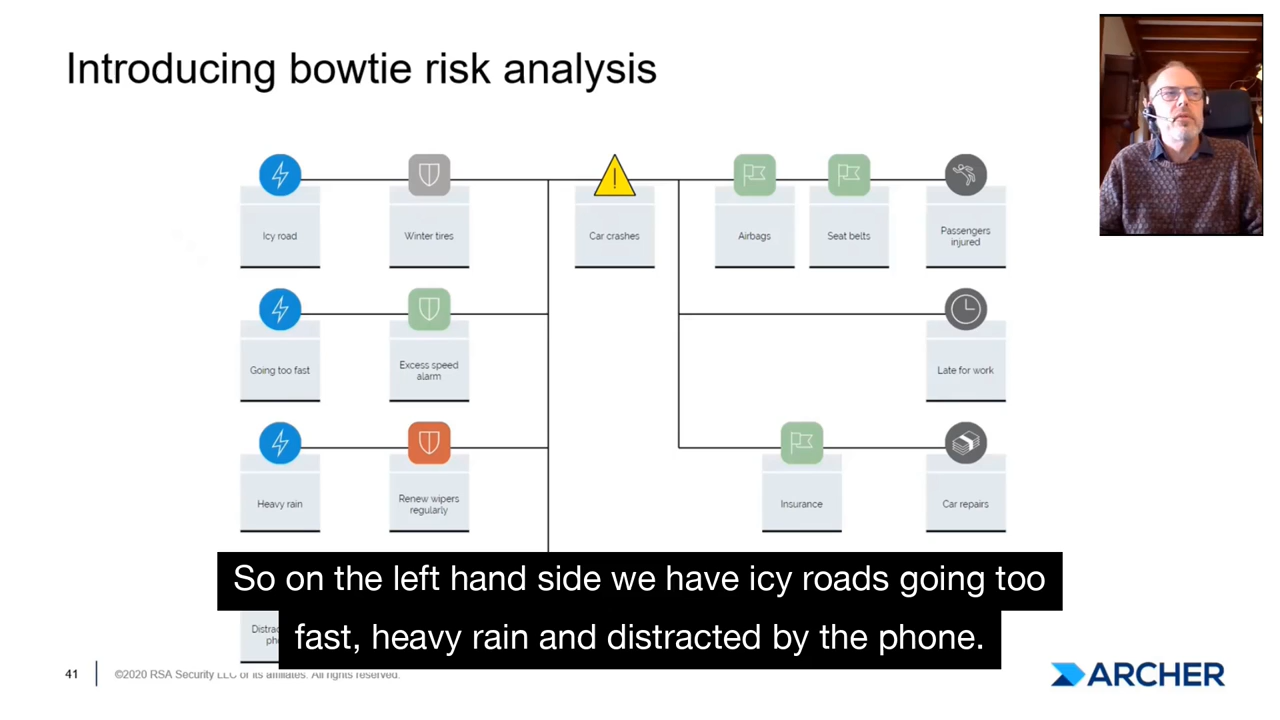 Introducing bowtie risk analysis
Icy road
Winter tires
Car crashes
Airbags
Seat belts
Passengers
injured
Going too fast
Excess speed
alarm
Late for work
Heavy rain
Renew wipers
regularly
Insurance
Car repairs
So on the left hand side we have icy roads going too
fast, heavy rain and distracted by the phone.
41
©2020 RSA Security LLC or its affiliates. All rights reserved.
ARCHER